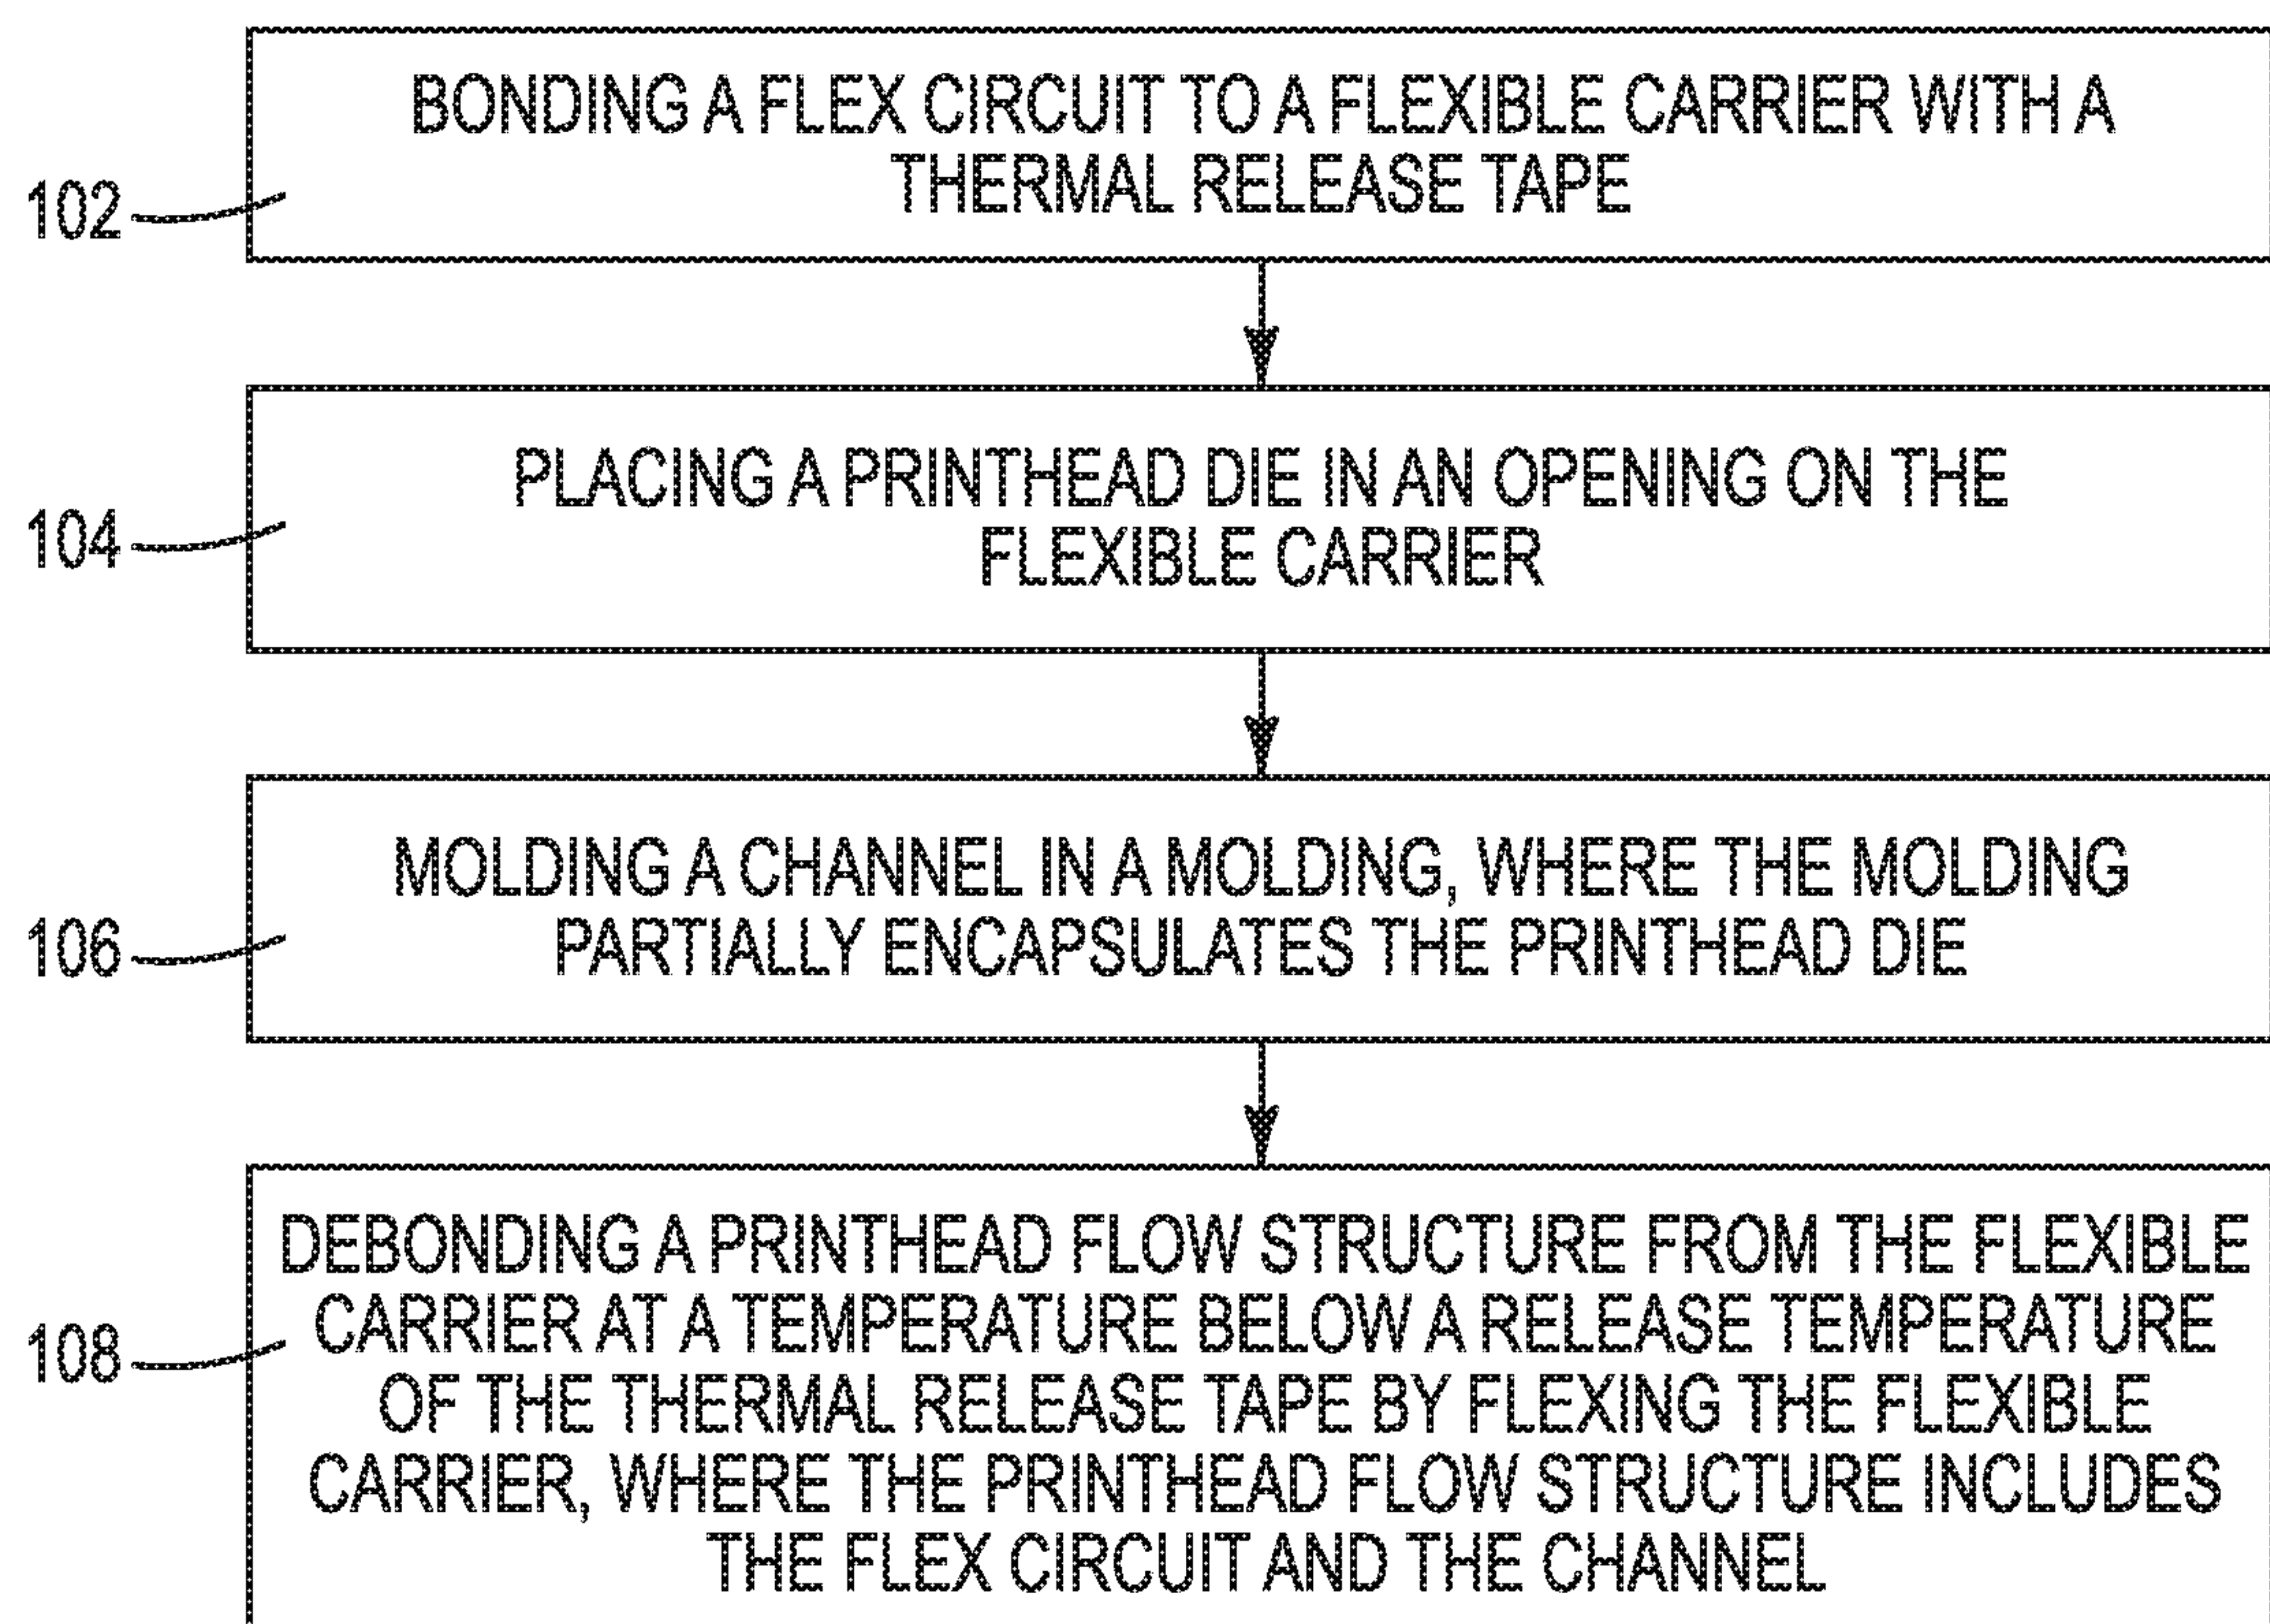 BONDING A FLEX CIRCUIT TO A FLEXIBLE CARRIER WITH A
THERMAL RELEASE TAPE
102
PLACING A PRINTHEAD DIE IN AN OPENING ON THE
FLEXIBLE CARRIER
104
MOLDING A CHANNEL IN A MOLDING, WHERE THE MOLDING
PARTIALLY ENCAPSULATES THE PRINTHEAD DIE
106
DEBONDING A PRINTHEAD FLOW STRUCTURE FROM THE FLEXIBLE
CARRIER AT A TEMPERATURE BELOW A RELEASE TEMPERATURE
108
OF THE THERMAL RELEASE TAPE BY FLEXING THE FLEXIBLE
CARRIER, WHERE THE PRINTHEAD FLOW STRUCTURE INCLUDES
THE FLEX CIRCUIT AND THE CHANNEL